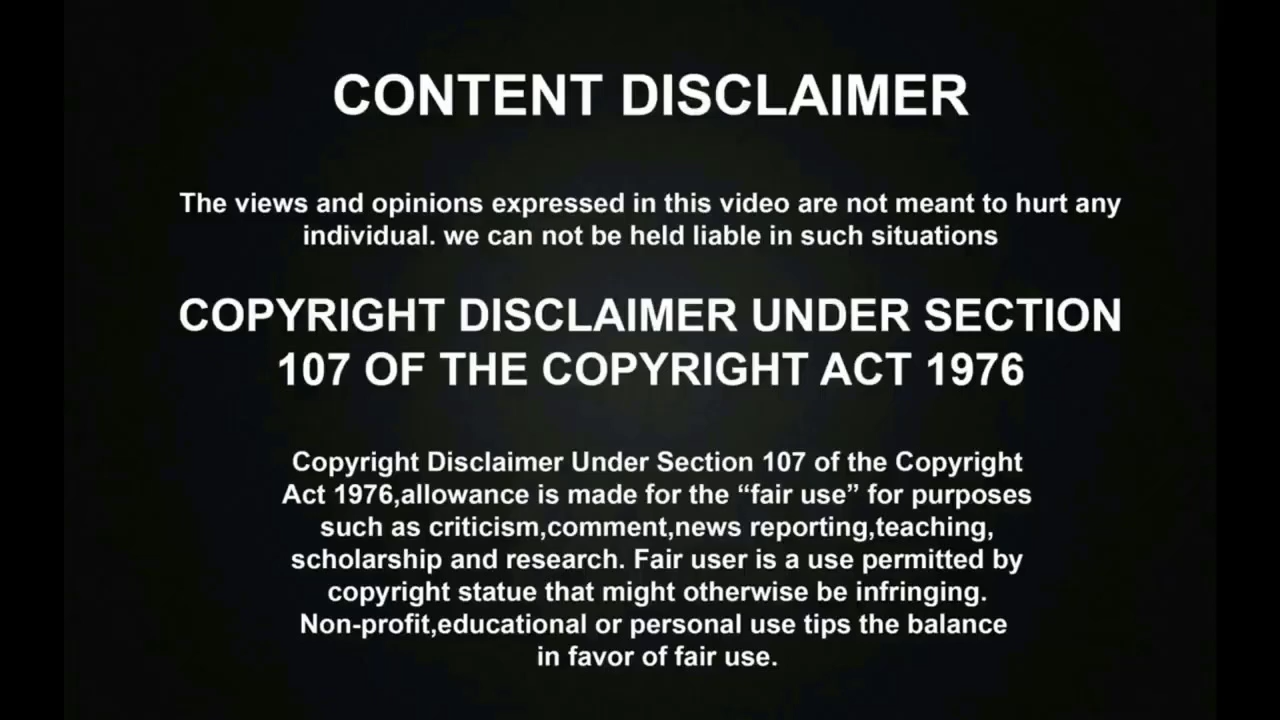 CONTENT DISCLAIMER
The views and opinions expressed in this video are not meant to hurt any
individual. we can not be held liable in such situations
COPYRIGHT DISCLAIMER UNDER SECTION
107 OF THE COPYRIGHT ACT 1976
Copyright Disclaimer Under Section 107 of the Copyright
Act 1976,allowance is made for the “fair use” for purposes
such as criticism,comment,news reporting,teaching,
scholarship and research. Fair user is a use permitted by
copyright statue that might otherwise be infringing.
Non-profit,educational or personal use tips the balance
in favor of fair use.